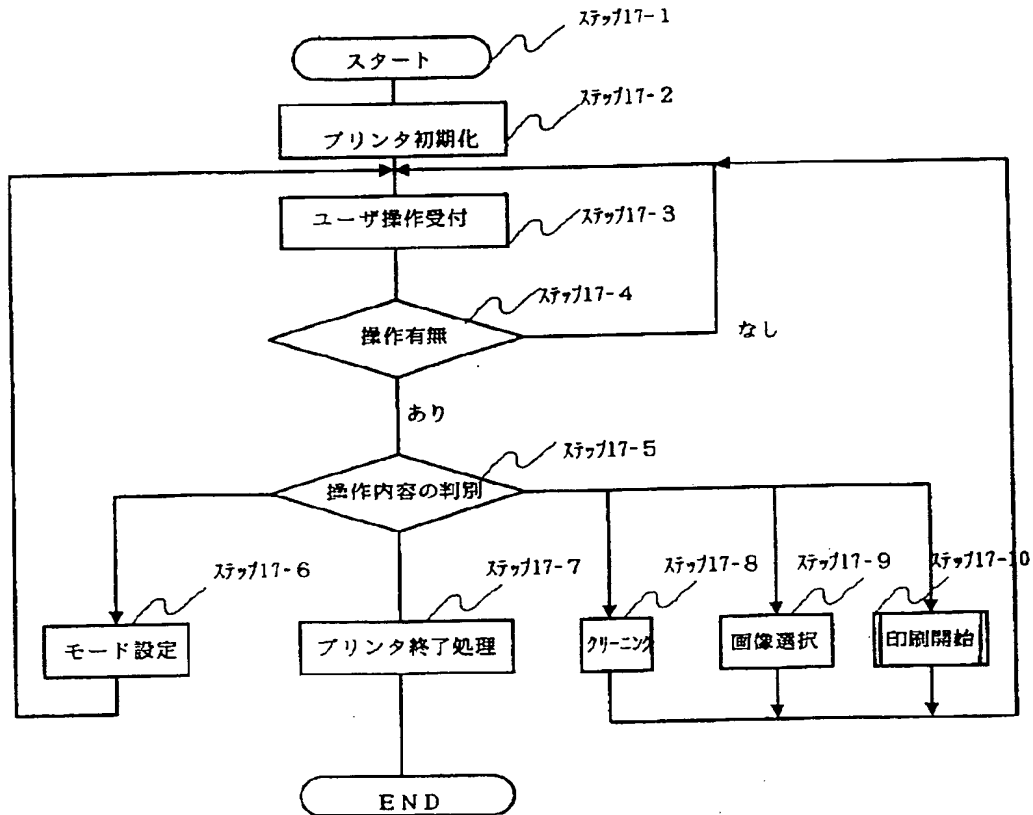 ステップ17-1
スタート
ステップ17-2
プリンタ初期化
ユーザ操作受付
ステップ17-3
ステップ17-4
操作有無
なし
あり
ステップ17-5
操作内容の判別
ステップ17-6
ステップ17-7
ステップ17-8
ステップ17-9
ステップ17-10
モード設定
プリンタ終了処理
クリーニング
画像選択
印刷開始
END